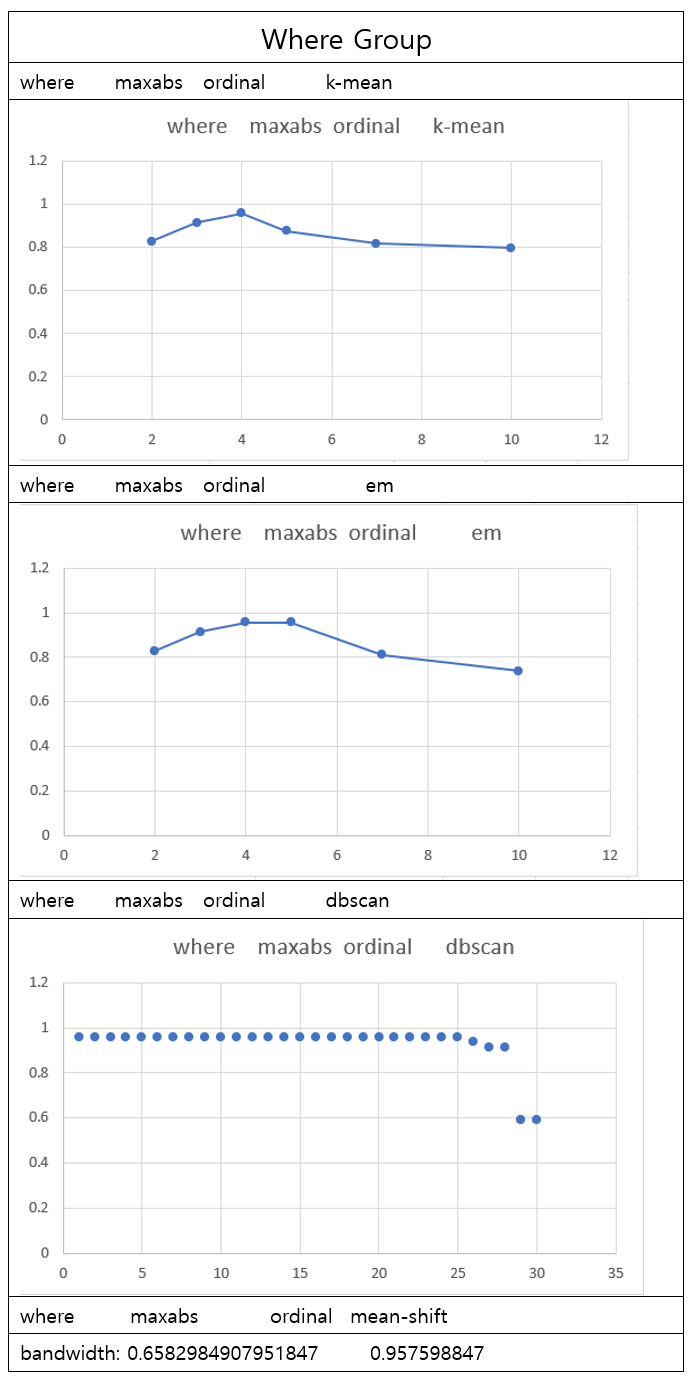 Where Group
where maxabs ordinal k-mean
where maxabs ordinal k-mean
1.2
1
0.8
0.6
0.4
0.2
0
0 2 4 6 8 10 12
where maxabs ordinal em
where maxabs ordinal em
1.2
1
0.8
0.6
0.4
0.2
0
0 2 4 6 8 10 12
where maxabs ordinal dbscan
where maxabs ordinal dbscan
1.2
1
0.8
0.6
0.4
0.2
0
0 5 10 15 20 25 30 35
where maxabs ordinal mean-shift
bandwidth: 0.6582984907951847 0.957598847